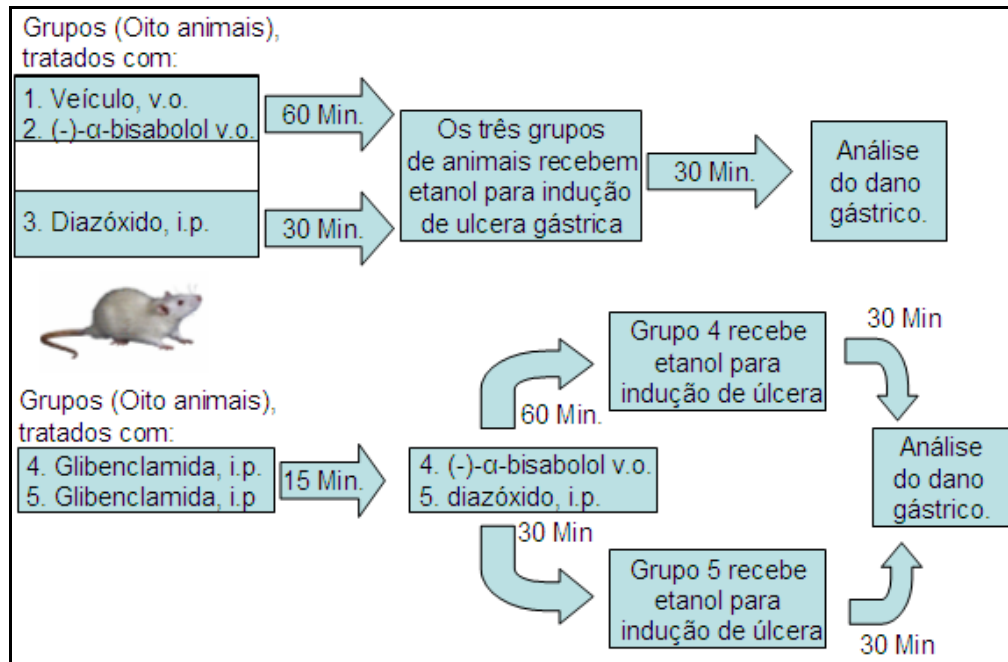 Grupos (Oito animais),
tratados com:
1. Veículo, v.o.
2. (-)-α-bisabolol v.o.
3. Diazóxido, i.p.
60 Min.
30 Min.
Os três grupos
de animais recebem
etanol para indução
de ulcera gástrica
30 Min.
Análise
do dano
gástrico.
Grupos (Oito animais),
tratados com:
4. Glibenclamida, i.p.
5. Glibenclamida, i.p
15 Min.
4. (-)-α-bisabolol v.o.
5. diazóxido, i.p.
60 Min.
Grupo 4 recebe
etanol para
indução de úlcera
30 Min
30 Min
Grupo 5 recebe
etanol para
indução de úlcera
30 Min
Análise
do dano
gástrico.